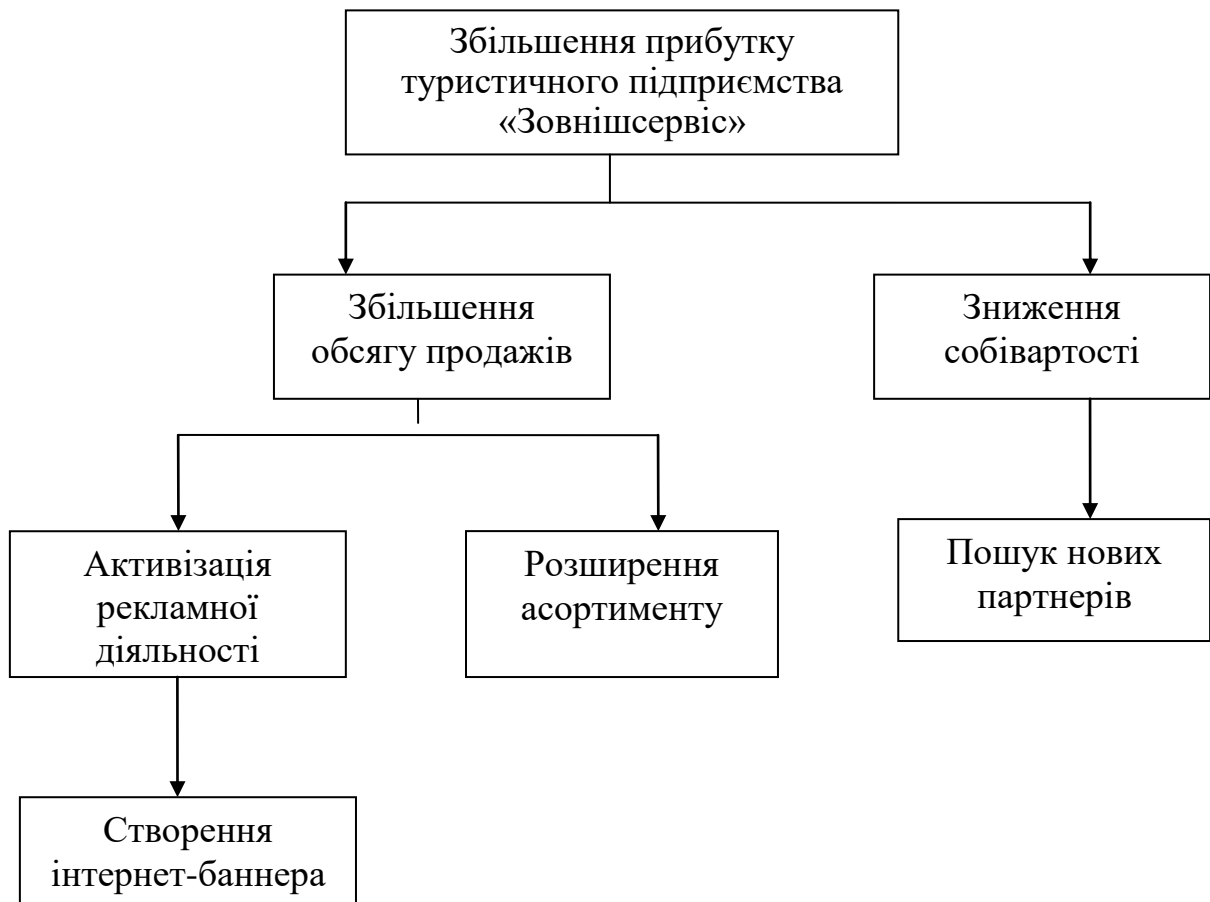 Збільшення прибутку
туристичного підприємства
«Зовнішсервіс»
Збільшення
обсягу продажів
Зниження
собівартості
Активізація
рекламної
діяльності
Розширення
асортименту
Пошук нових
партнерів
Створення
інтернет-баннера